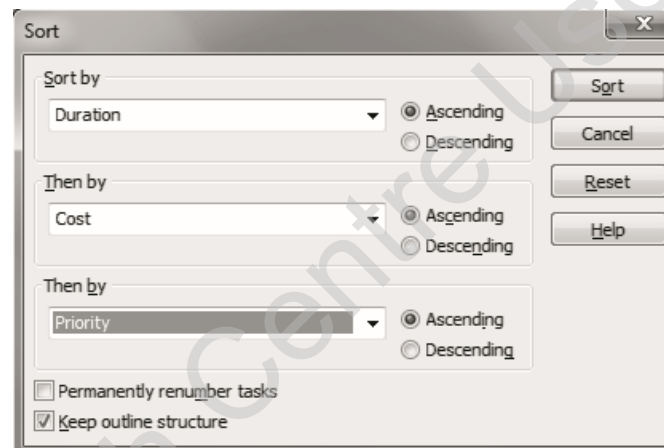 Sort
X
Sort by
Duration
Ascending
Descending
Sort
Cancel
Then by
Cost
Ascending
Descending
Reset
Help
Then by
Priority
Ascending
Descending
Permanently renumber tasks
Keep outline structure
Centre